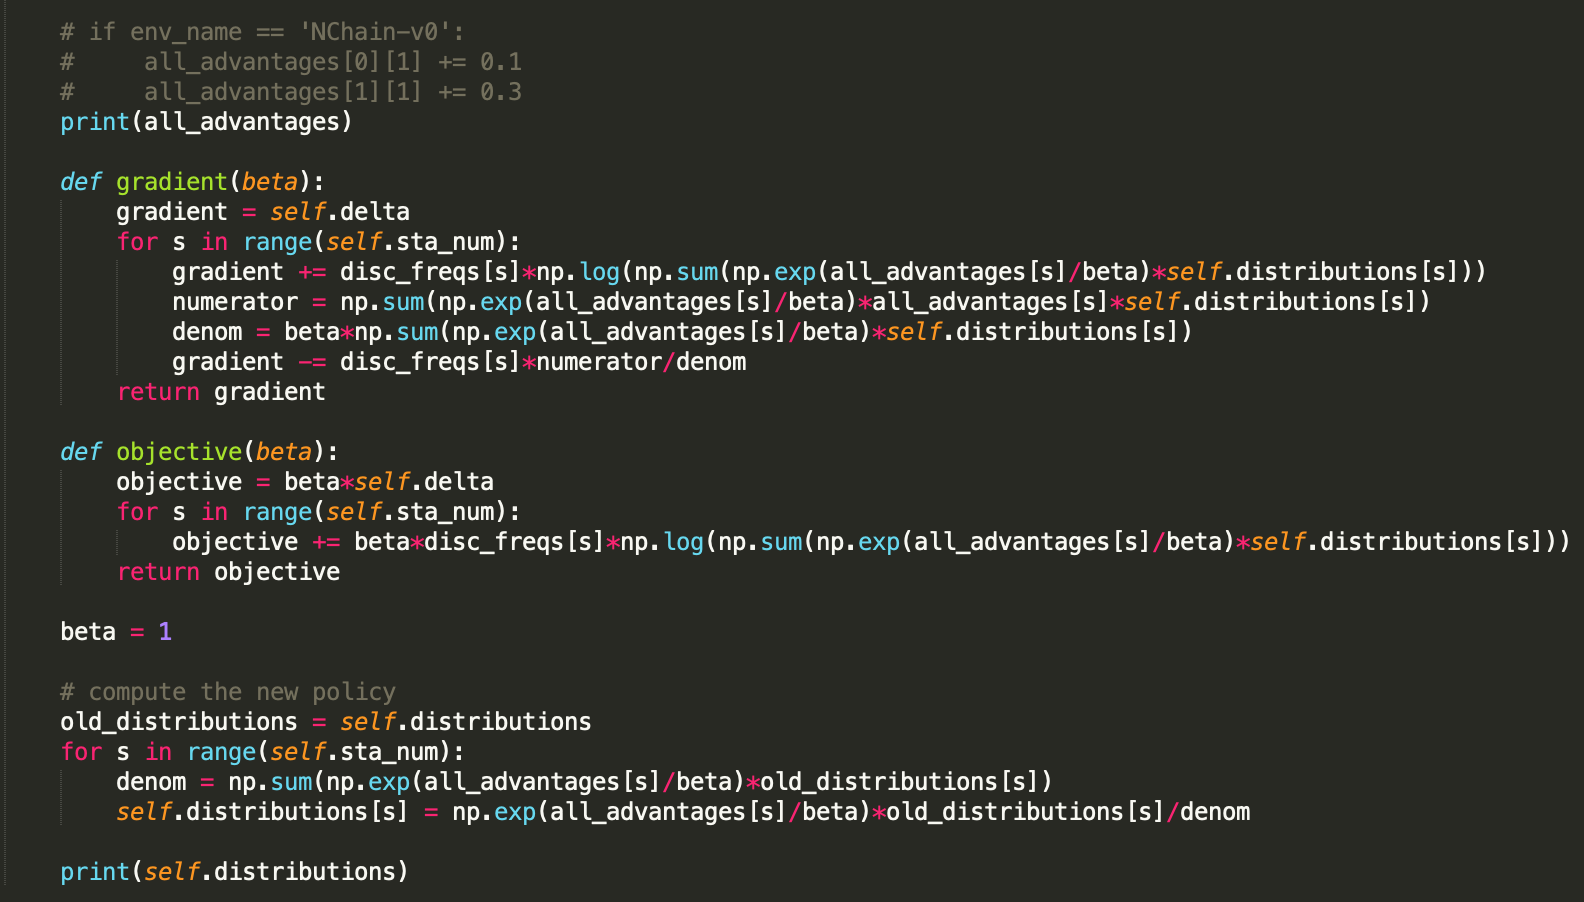 # if env_name == 'NChain-v0':
#     all_advantages[0][1] += 0.1
#     all_advantages[1][1] += 0.3
print(all_advantages)
def gradient(beta):
    gradient = self.delta
    for s in range(self.sta_num):
        gradient += disc_freqs[s]*np.log(np.sum(np.exp(all_advantages[s]/beta)*self.distributions[s]))
        numerator = np.sum(np.exp(all_advantages[s]/beta)*all_advantages[s]*self.distributions[s])
        denom = beta*np.sum(np.exp(all_advantages[s]/beta)*self.distributions[s])
        gradient -= disc_freqs[s]*numerator/denom
    return gradient
def objective(beta):
    objective = beta*self.delta
    for s in range(self.sta_num):
        objective += beta*disc_freqs[s]*np.log(np.sum(np.exp(all_advantages[s]/beta)*self.distributions[s]))
    return objective
beta = 1
# compute the new policy
old_distributions = self.distributions
for s in range(self.sta_num):
    denom = np.sum(np.exp(all_advantages[s]/beta)*old_distributions[s])
    self.distributions[s] = np.exp(all_advantages[s]/beta)*old_distributions[s]/denom
print(self.distributions)